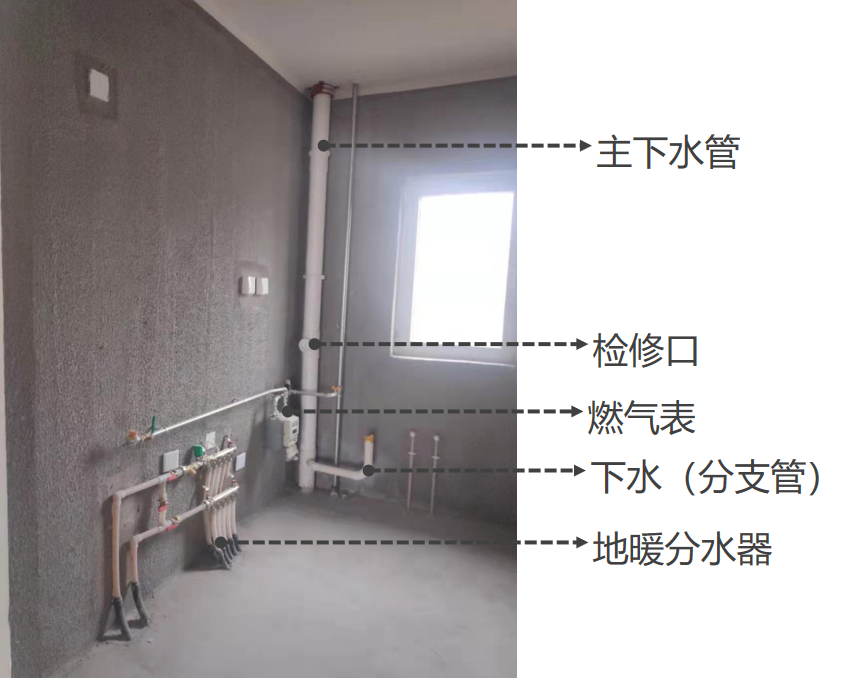 主下水管
检修口
燃气表
下水（分支管）
地暖分水器